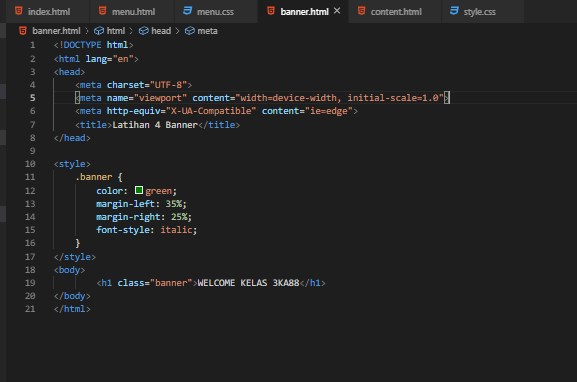 index.html menu.html menu.css banner.html content.html style.css
banner.html > html > head > meta
1 <!DOCTYPE html>
2 <html lang="en">
3 <head>
4 <meta charset="UTF-8">
5 <meta name="viewport" content="width=device-width, initial-scale=1.0">
6 <meta http-equiv="X-UA-Compatible" content="ie=edge">
7 <title>Latihan 4 Banner</title>
8 </head>
9
10 <style>
11 .banner {
12 color: green;
13 margin-left: 35%;
14 margin-right: 25%;
15 font-style: italic;
16 }
17 </style>
18 <body>
19 <h1 class="banner">WELCOME KELAS 3KA88</h1>
20 </body>
21 </html>